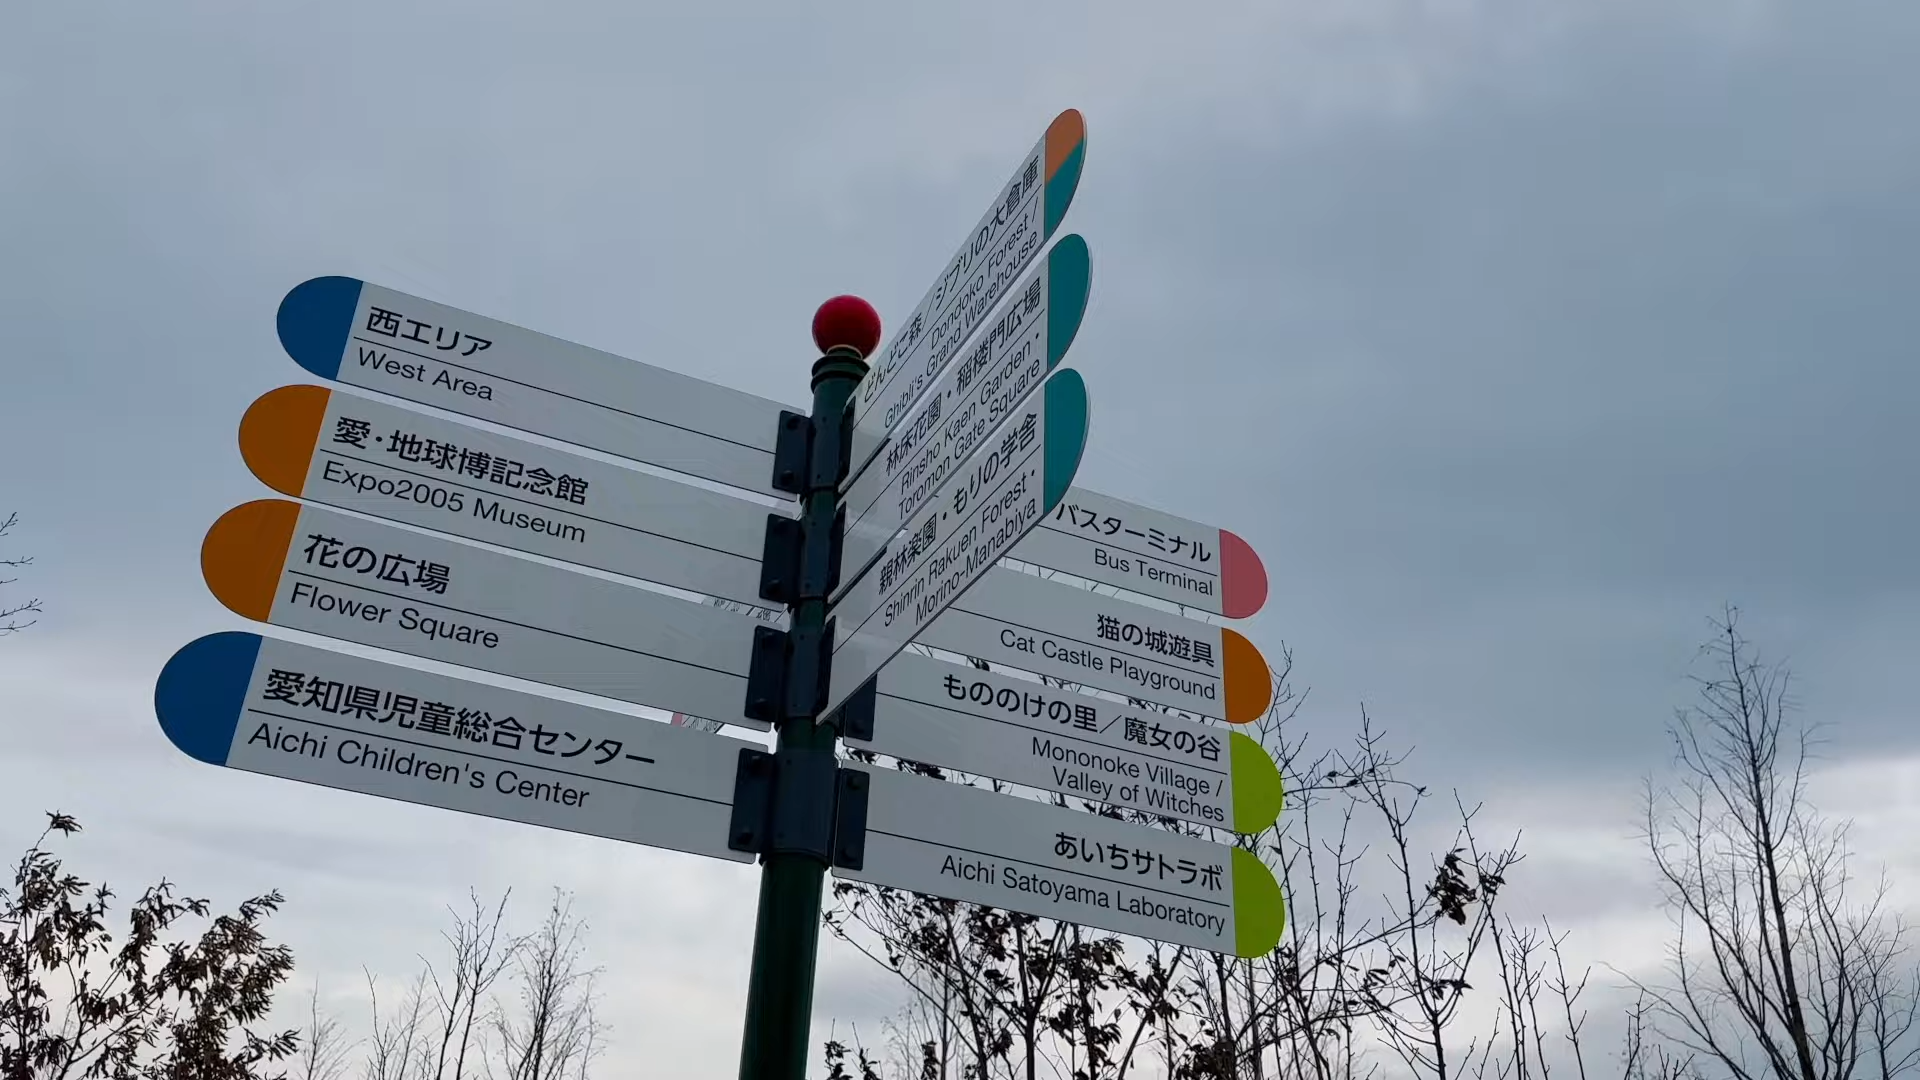 西エリア
West Area
愛・地球博記念館
Expo2005 Museum
花の広場
Flower Square
愛知県児童総合センター
Aichi Children's Center
どんどこ森／ジブリの大倉庫
Dondoko Forest /
Ghibli's Grand Warehouse
林床花園・稲楼門広場
Rinsho Kaen Garden・
Toromon Gate Square
親林楽園・もりの学舎
Shinrin Rakuen Forest・
Morino-Manabiya
バスターミナル
Bus Terminal
猫の城遊具
Cat Castle Playground
もののけの里／魔女の谷
Mononoke Village /
Valley of Witches
あいちサトラボ
Aichi Satoyama Laboratory